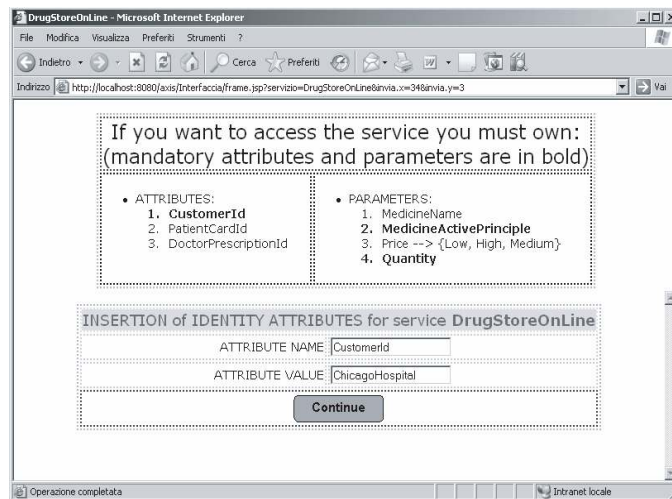 DrugStoreOnLine - Microsoft Internet Explorer
File Modifica Visualizza Preferiti Strumenti ?
Indietro Cerca Preferiti
Indirizzo http://localhost:8080/axis/Interfaccia/frame.jsp?servizio=DrugStoreOnLine&invia.x=34&invia.y=3 Vai
If you want to access the service you must own:
(mandatory attributes and parameters are in bold)
• ATTRIBUTES:
1. CustomerId
2. PatientCardId
3. DoctorPrescriptionId
• PARAMETERS:
1. MedicineName
2. MedicineActivePrinciple
3. Price --> {Low, High, Medium}
4. Quantity
INSERTION of IDENTITY ATTRIBUTES for service DrugStoreOnLine
ATTRIBUTE NAME CustomerId
ATTRIBUTE VALUE ChicagoHospital
Continue
Operazione completata Intranet locale